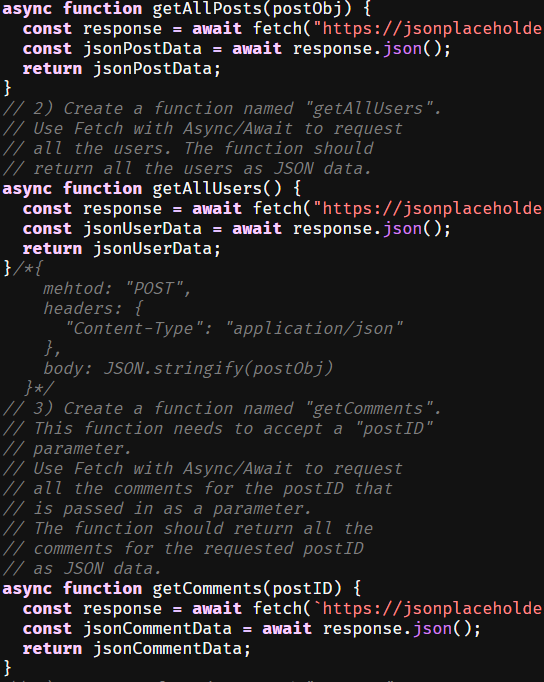 async function getAllPosts(postObj) {
  const response = await fetch("https://jsonplaceholde
  const jsonPostData = await response.json();
  return jsonPostData;
}
// 2) Create a function named "getAllUsers".
// Use Fetch with Async/Await to request
// all the users. The function should
// return all the users as JSON data.
async function getAllUsers() {
  const response = await fetch("https://jsonplaceholde
  const jsonUserData = await response.json();
  return jsonUserData;
}/*{
    mehtod: "POST",
    headers: {
      "Content-Type": "application/json"
    },
    body: JSON.stringify(postObj)
  }*/
// 3) Create a function named "getComments".
// This function needs to accept a "postID"
// parameter.
// Use Fetch with Async/Await to request
// all the comments for the postID that
// is passed in as a parameter.
// The function should return all the
// comments for the requested postID
// as JSON data.
async function getComments(postID) {
  const response = await fetch(`https://jsonplaceholde
  const jsonCommentData = await response.json();
  return jsonCommentData;
}